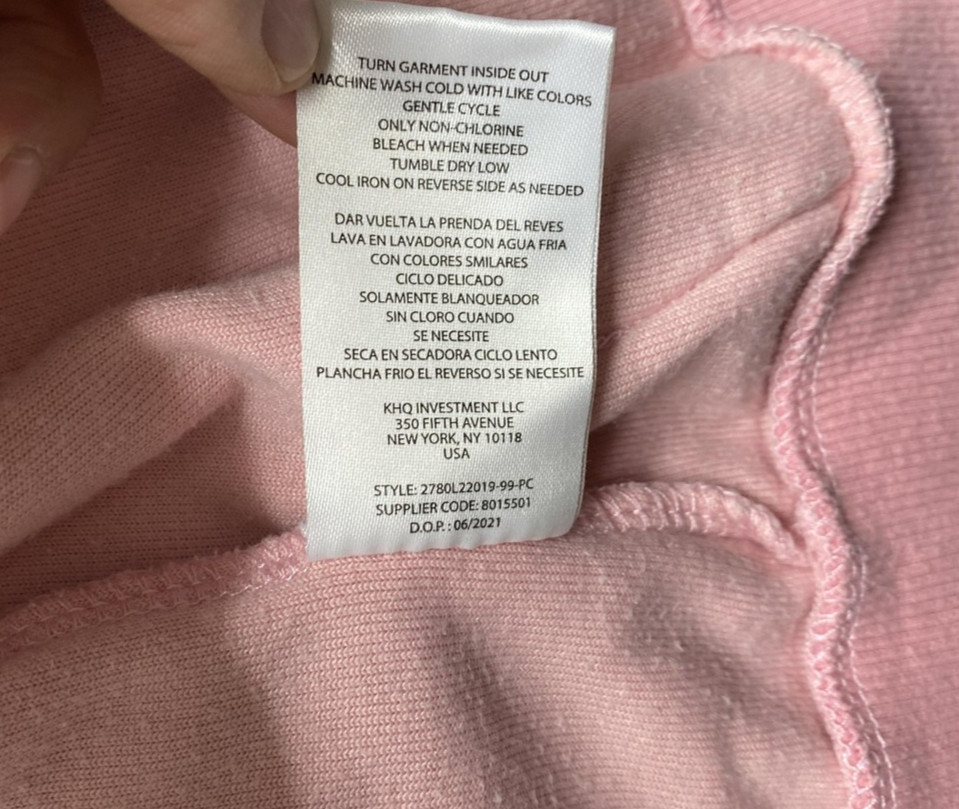 TURN GARMENT INSIDE OUT
MACHINE WASH COLD WITH LIKE COLORS
GENTLE CYCLE
ONLY NON-CHLORINE
BLEACH WHEN NEEDED
TUMBLE DRY LOW
COOL IRON ON REVERSE SIDE AS NEEDED
DAR VUELTA LA PRENDA DEL REVES
LAVA EN LAVADORA CON AGUA FRIA
CON COLORES SMILARES
CICLO DELICADO
SOLAMENTE BLANQUEADOR
SIN CLORO CUANDO
SE NECESITE
SECA EN SECADORA CICLO LENTO
PLANCHA FRIO EL REVERSO SI SE NECESITE
KHQ INVESTMENT LLC
350 FIFTH AVENUE
NEW YORK, NY 10118
USA
STYLE: 2780L22019-99-PC
SUPPLIER CODE: 8015501
D.O.P. : 06/2021